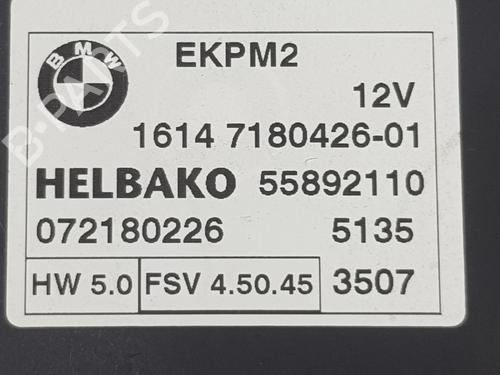 BMW
EKPM2
12V
1614 7180426-01
HELBAKO 55892110
072180226 5135
HW 5.0 FSV 4.50.45 3507
B-PARTS